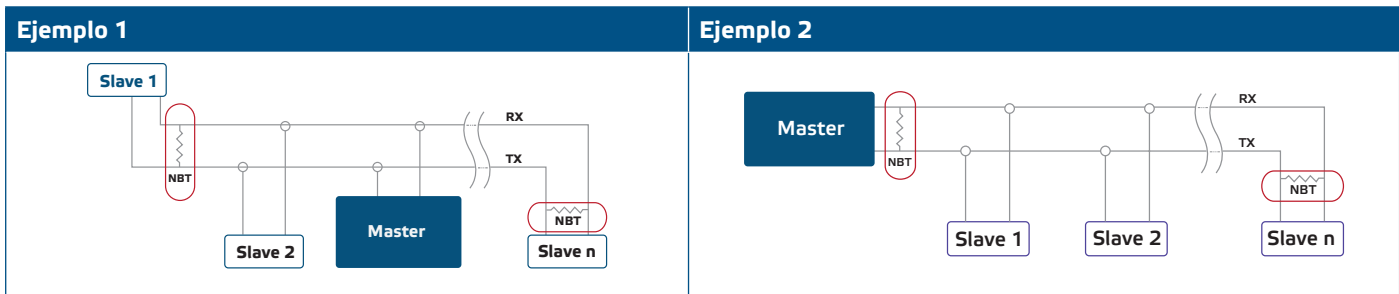 Ejemplo 1
Slave 1
RX
TX
NBT
NBT
Master
Slave 2
Slave n
Ejemplo 2
Master
RX
TX
NBT
NBT
Slave 1
Slave 2
Slave n